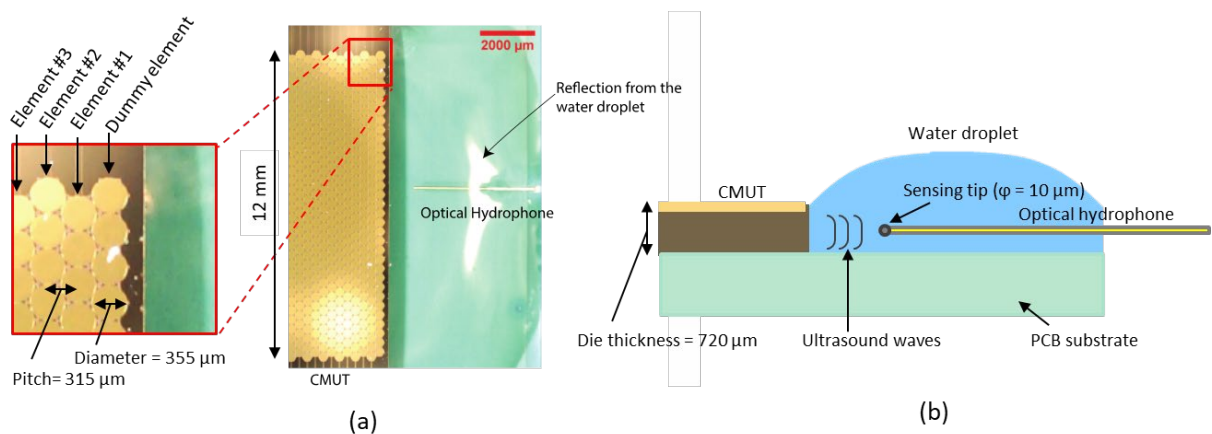 Element #3
Element #2
Element #1
Dummy element
Diameter = 355 µm
Pitch= 315 µm
2000 µm
Reflection from the
water droplet
12 mm
Optical Hydrophone
CMUT
(a)
Water droplet
CMUT
Sensing tip (φ = 10 µm)
Optical hydrophone
Die thickness = 720 µm
Ultrasound waves
PCB substrate
(b)